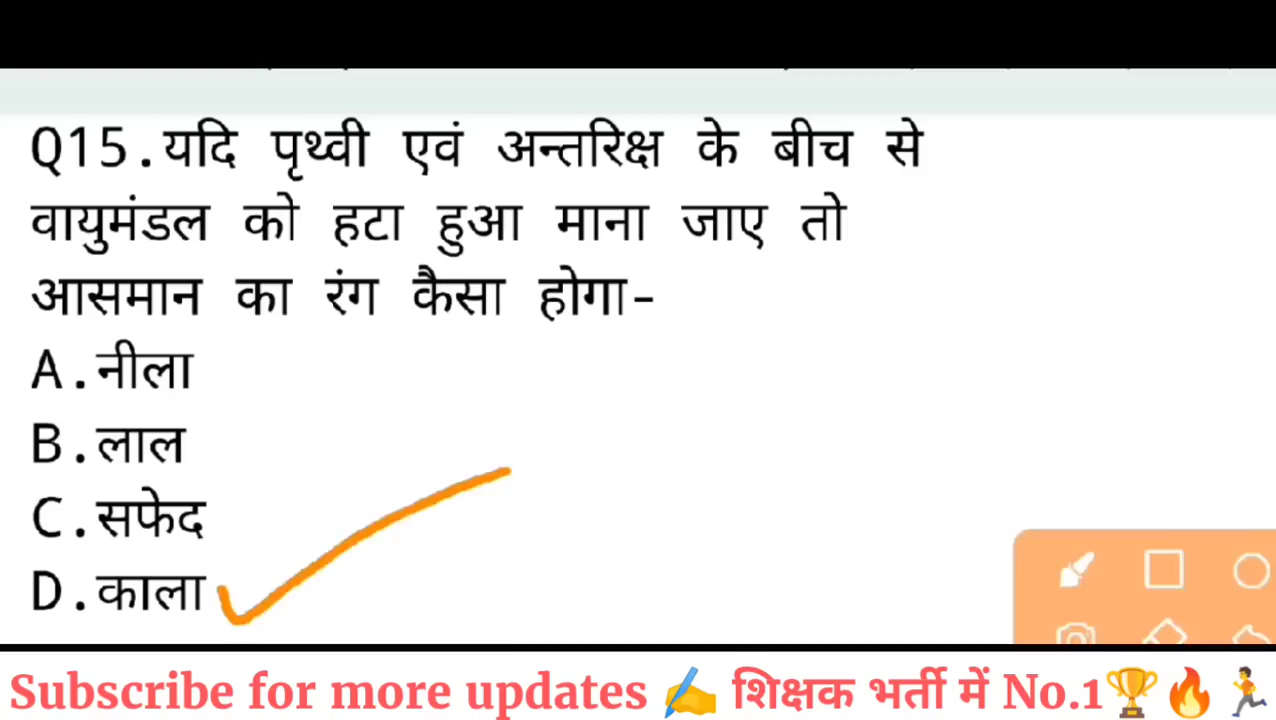 Q15.यदि पृथ्वी एवं अन्तरिक्ष के बीच से
वायुमंडल को हटा हुआ माना जाए तो
आसमान का रंग कैसा होगा-
A.नीला
B.लाल
C.सफेद
D.काला
Subscribe for more updates ✍️ शिक्षक भर्ती में No.1🏆🔥🏃